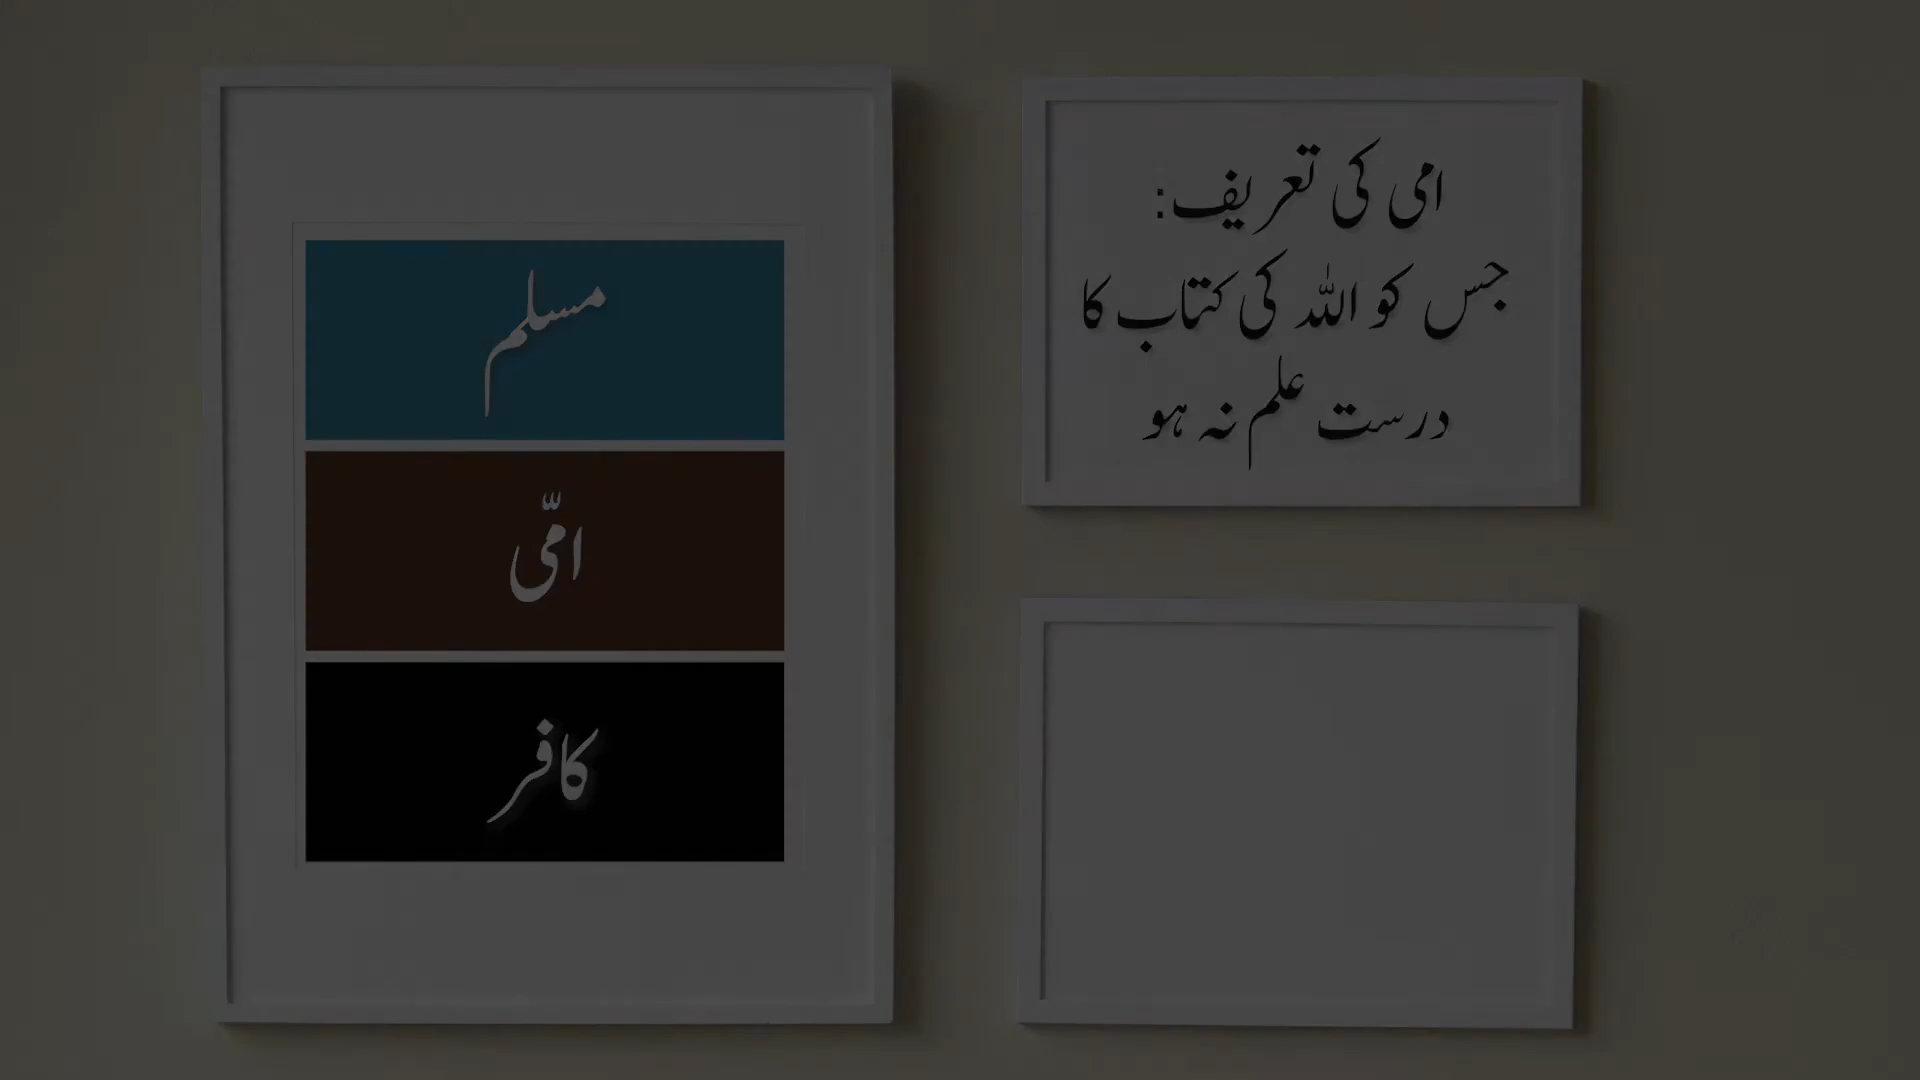 مسلم
امّی
کافر
امی کی تعریف:
جس کو اللہ کی کتاب کا
درست علم نہ ہو